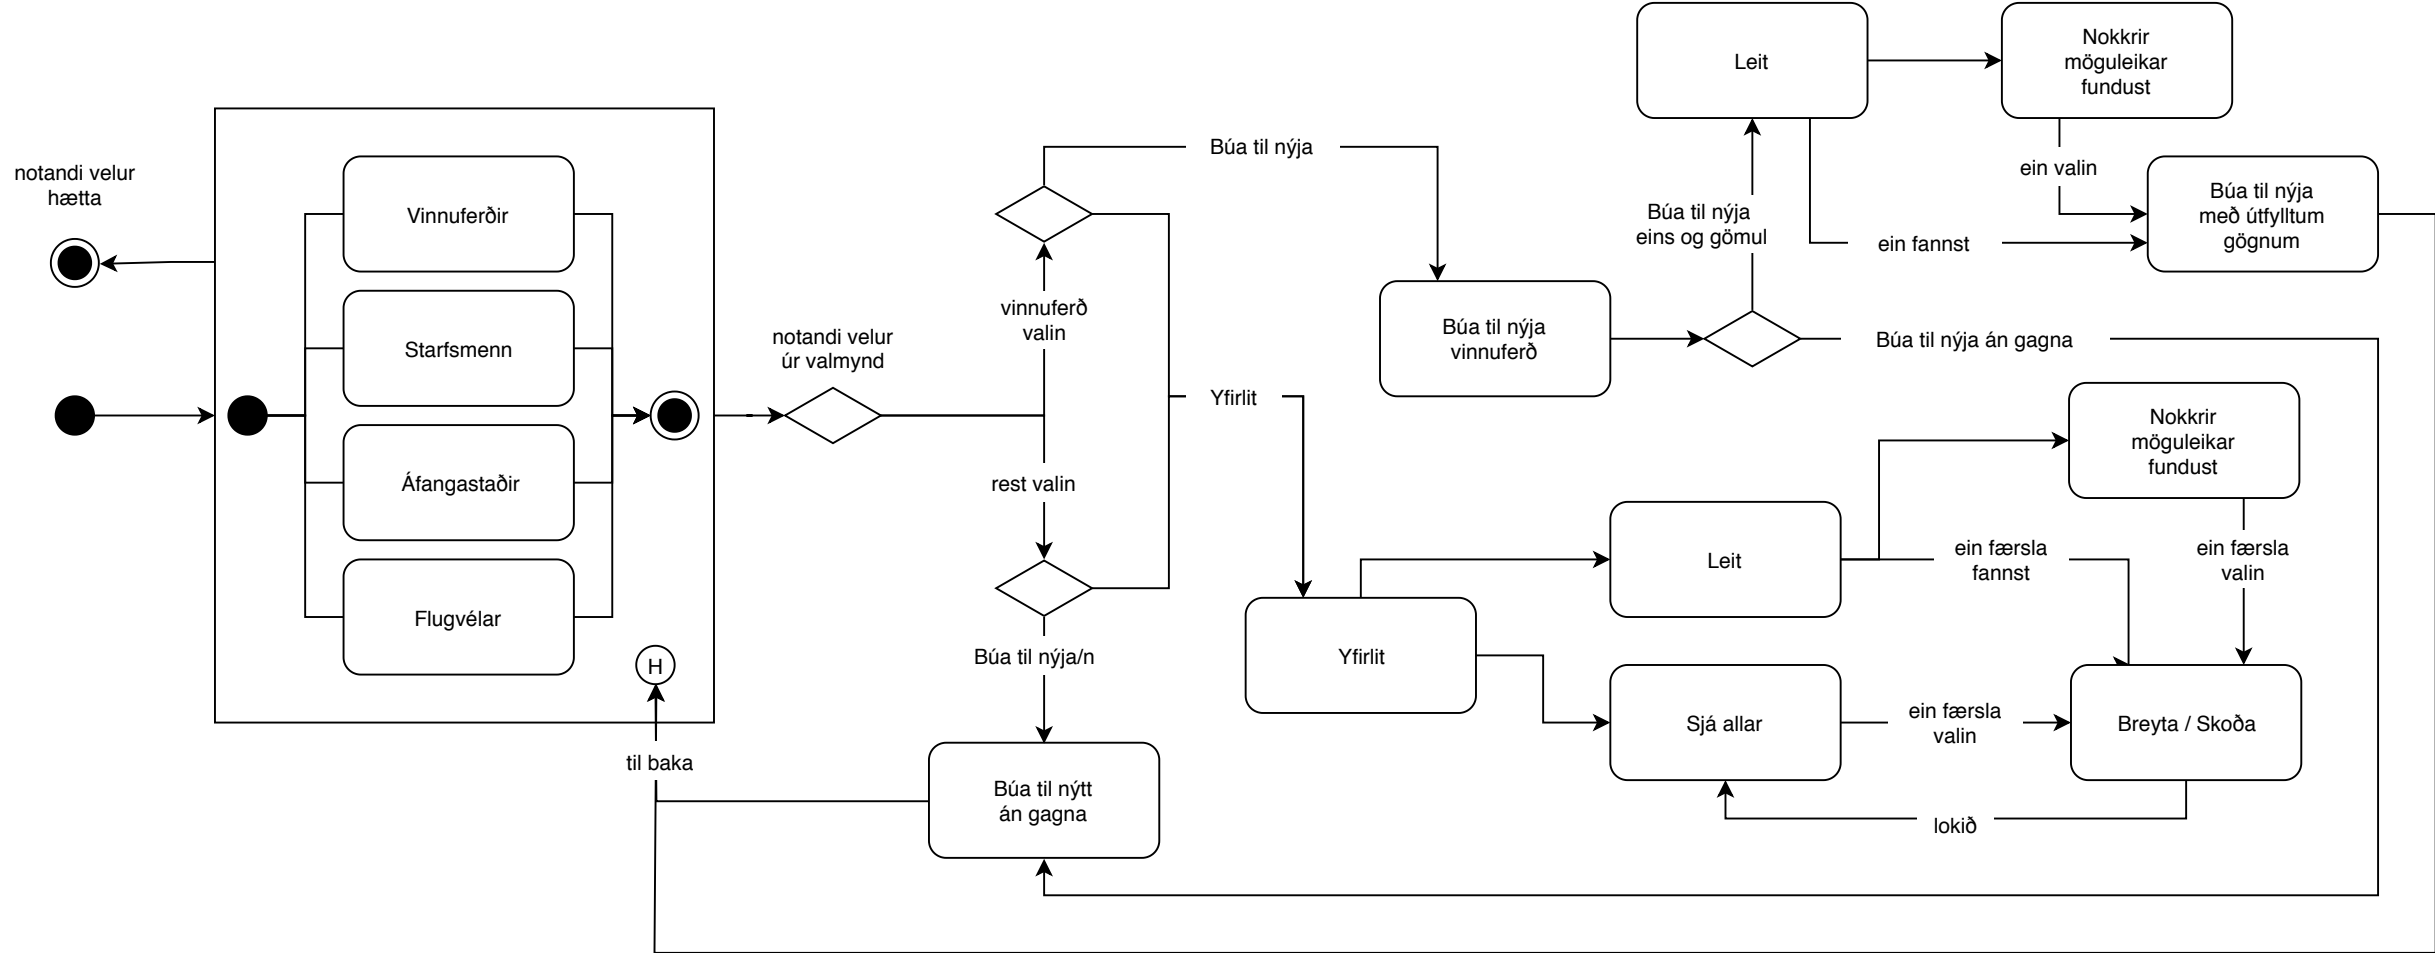 notandi velur
hætta
Vinnuferðir
Starfsmenn
Áfangastaðir
Flugvélar
H
til baka
notandi velur
úr valmynd
vinnuferð
valin
rest valin
Búa til nýja/n
Búa til nýtt
án gagna
Búa til nýja
Yfirlit
Búa til nýja
vinnuferð
Búa til nýja
eins og gömul
Leit
Nokkrir
möguleikar
fundust
ein valin
ein fannst
Búa til nýja
með útfylltum
gögnum
Búa til nýja án gagna
Yfirlit
Leit
Nokkrir
möguleikar
fundust
ein færsla
fannst
ein færsla
valin
Sjá allar
ein færsla
valin
Breyta / Skoða
lokið